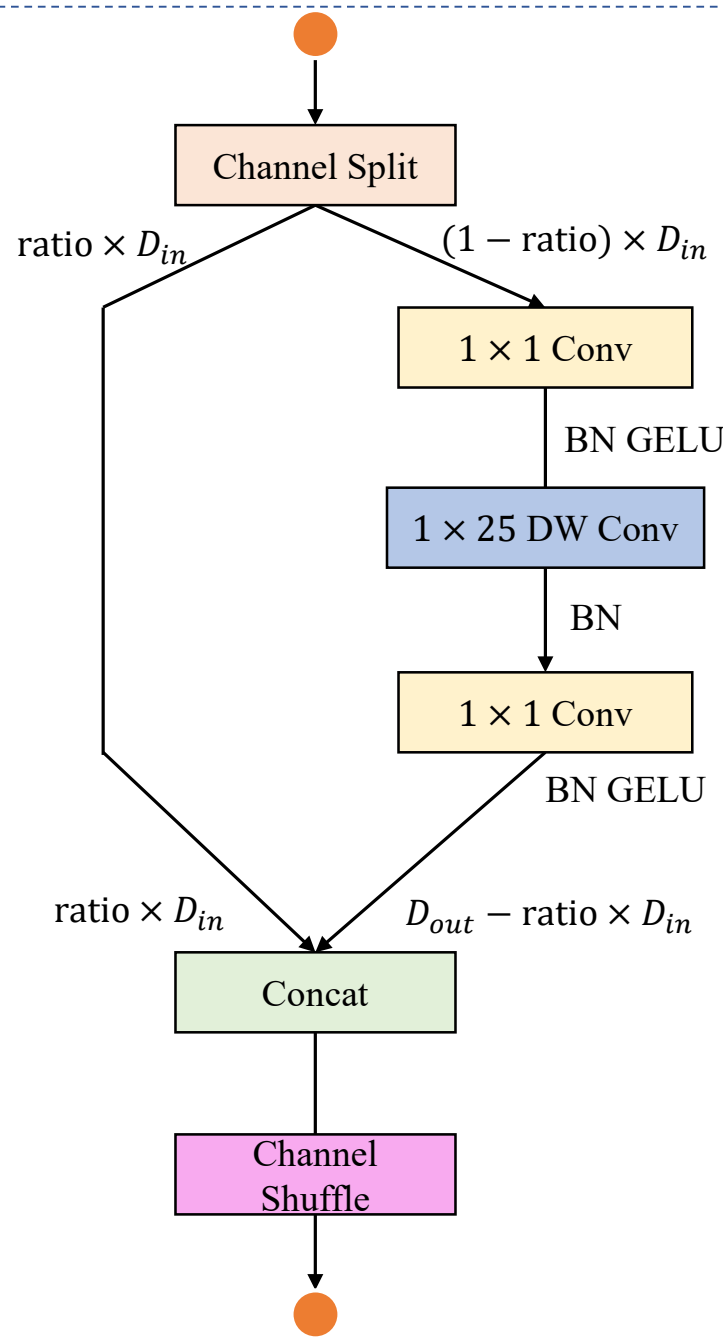 Channel Split
ratio × D_in
(1 − ratio) × D_in
1 × 1 Conv
BN GELU
1 × 25 DW Conv
BN
1 × 1 Conv
BN GELU
ratio × D_in
D_out − ratio × D_in
Concat
Channel
Shuffle